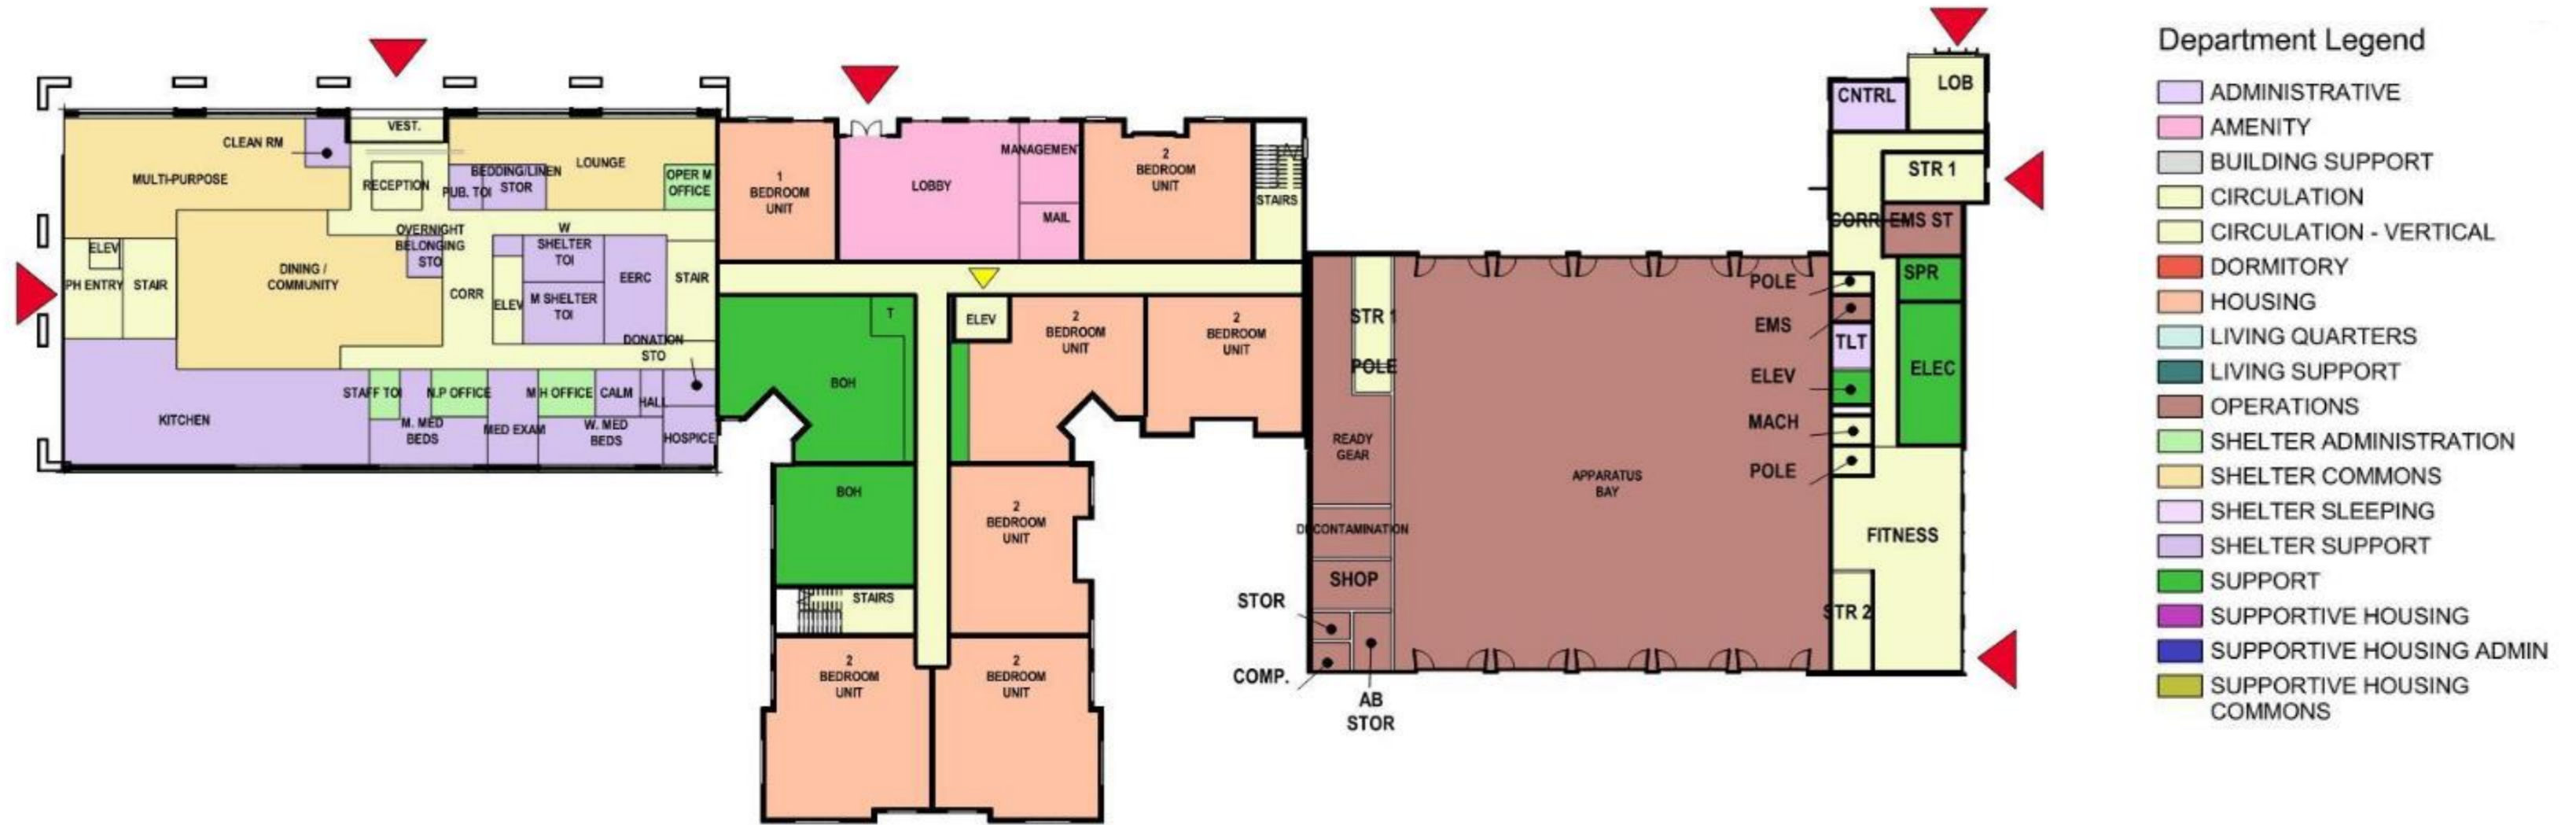 CLEAN RM
VEST.
MULTI-PURPOSE
RECEPTION
PUB. TOI
BEDDING/LINEN
STOR
LOUNGE
OPER M
OFFICE
ELEV
PH ENTRY
STAIR
DINING /
COMMUNITY
OVERNIGHT
BELONGING
STO
CORR
ELEV
W
SHELTER
TOI
M SHELTER
TOI
EERC
STAIR
DONATION
STO
KITCHEN
STAFF TOI
M. MED
BEDS
N.P OFFICE
MED EXAM
M H OFFICE
CALM
W. MED
BEDS
HALL
HOSPICE
1
BEDROOM
UNIT
LOBBY
MANAGEMENT
MAIL
2
BEDROOM
UNIT
STAIRS
T
BOH
ELEV
2
BEDROOM
UNIT
2
BEDROOM
UNIT
BOH
2
BEDROOM
UNIT
STAIRS
2
BEDROOM
UNIT
2
BEDROOM
UNIT
STR 1
POLE
READY
GEAR
DECONTAMINATION
SHOP
STOR
COMP.
AB
STOR
APPARATUS
BAY
CNTRL
LOB
STR 1
CORR
EMS ST
POLE
SPR
EMS
TLT
ELEV
ELEC
MACH
POLE
FITNESS
STR 2
Department Legend
ADMINISTRATIVE
AMENITY
BUILDING SUPPORT
CIRCULATION
CIRCULATION - VERTICAL
DORMITORY
HOUSING
LIVING QUARTERS
LIVING SUPPORT
OPERATIONS
SHELTER ADMINISTRATION
SHELTER COMMONS
SHELTER SLEEPING
SHELTER SUPPORT
SUPPORT
SUPPORTIVE HOUSING
SUPPORTIVE HOUSING ADMIN
SUPPORTIVE HOUSING
COMMONS